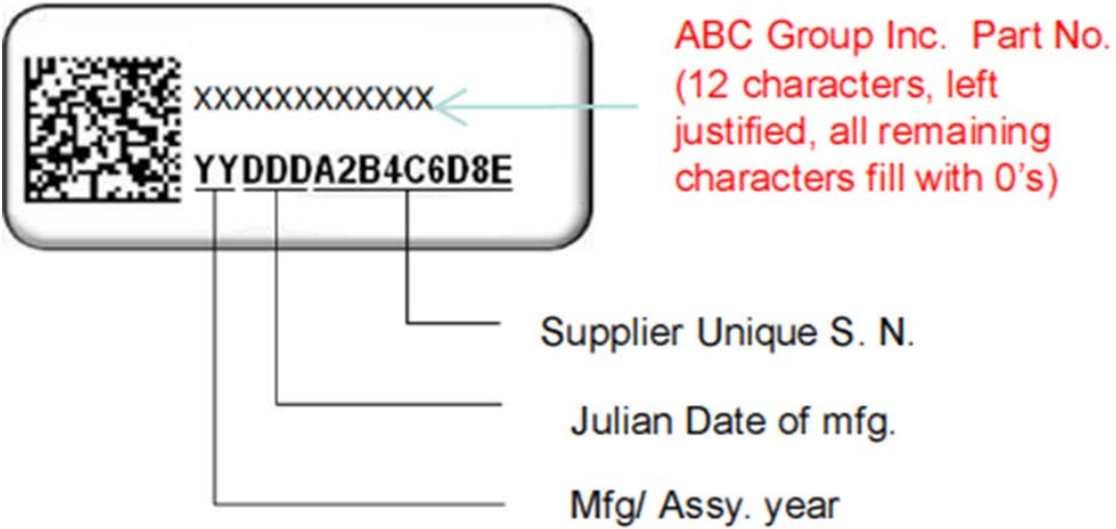 ABC Group Inc. Part No.
(12 characters, left
justified, all remaining
characters fill with 0’s)
XXXXXXXXXXXX
YYDDDA2B4C6D8E
Supplier Unique S. N.
Julian Date of mfg.
Mfg/ Assy. year